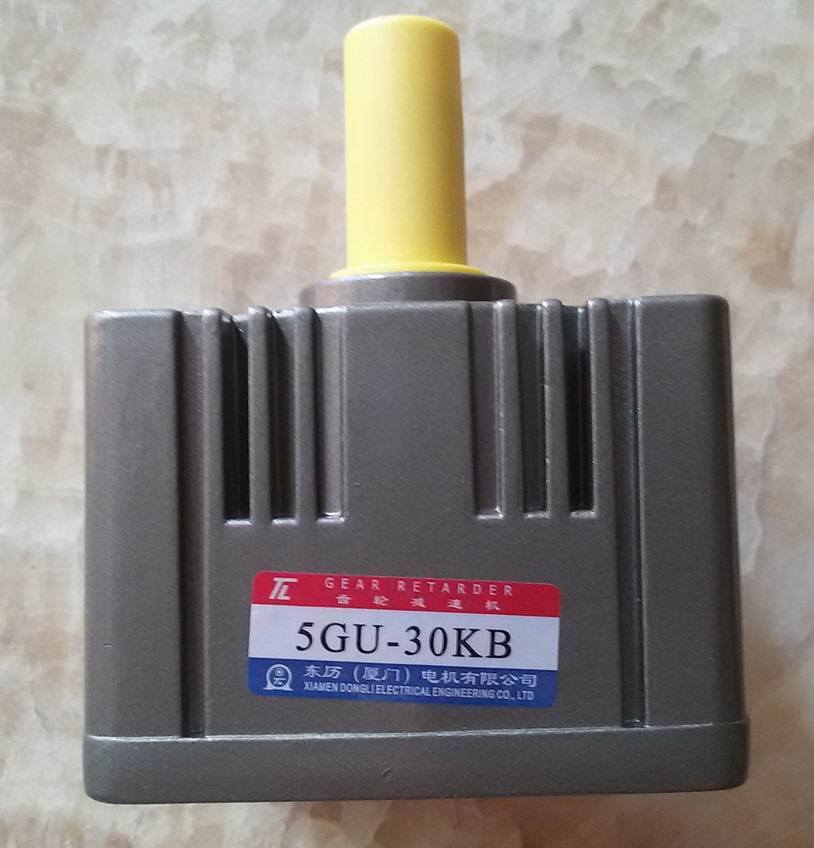 TL GEAR RETARDER
齿轮减速机
5GU-30KB
东历（厦门）电机有限公司
XIAMEN DONGLI ELECTRICAL ENGINEERING CO., LTD